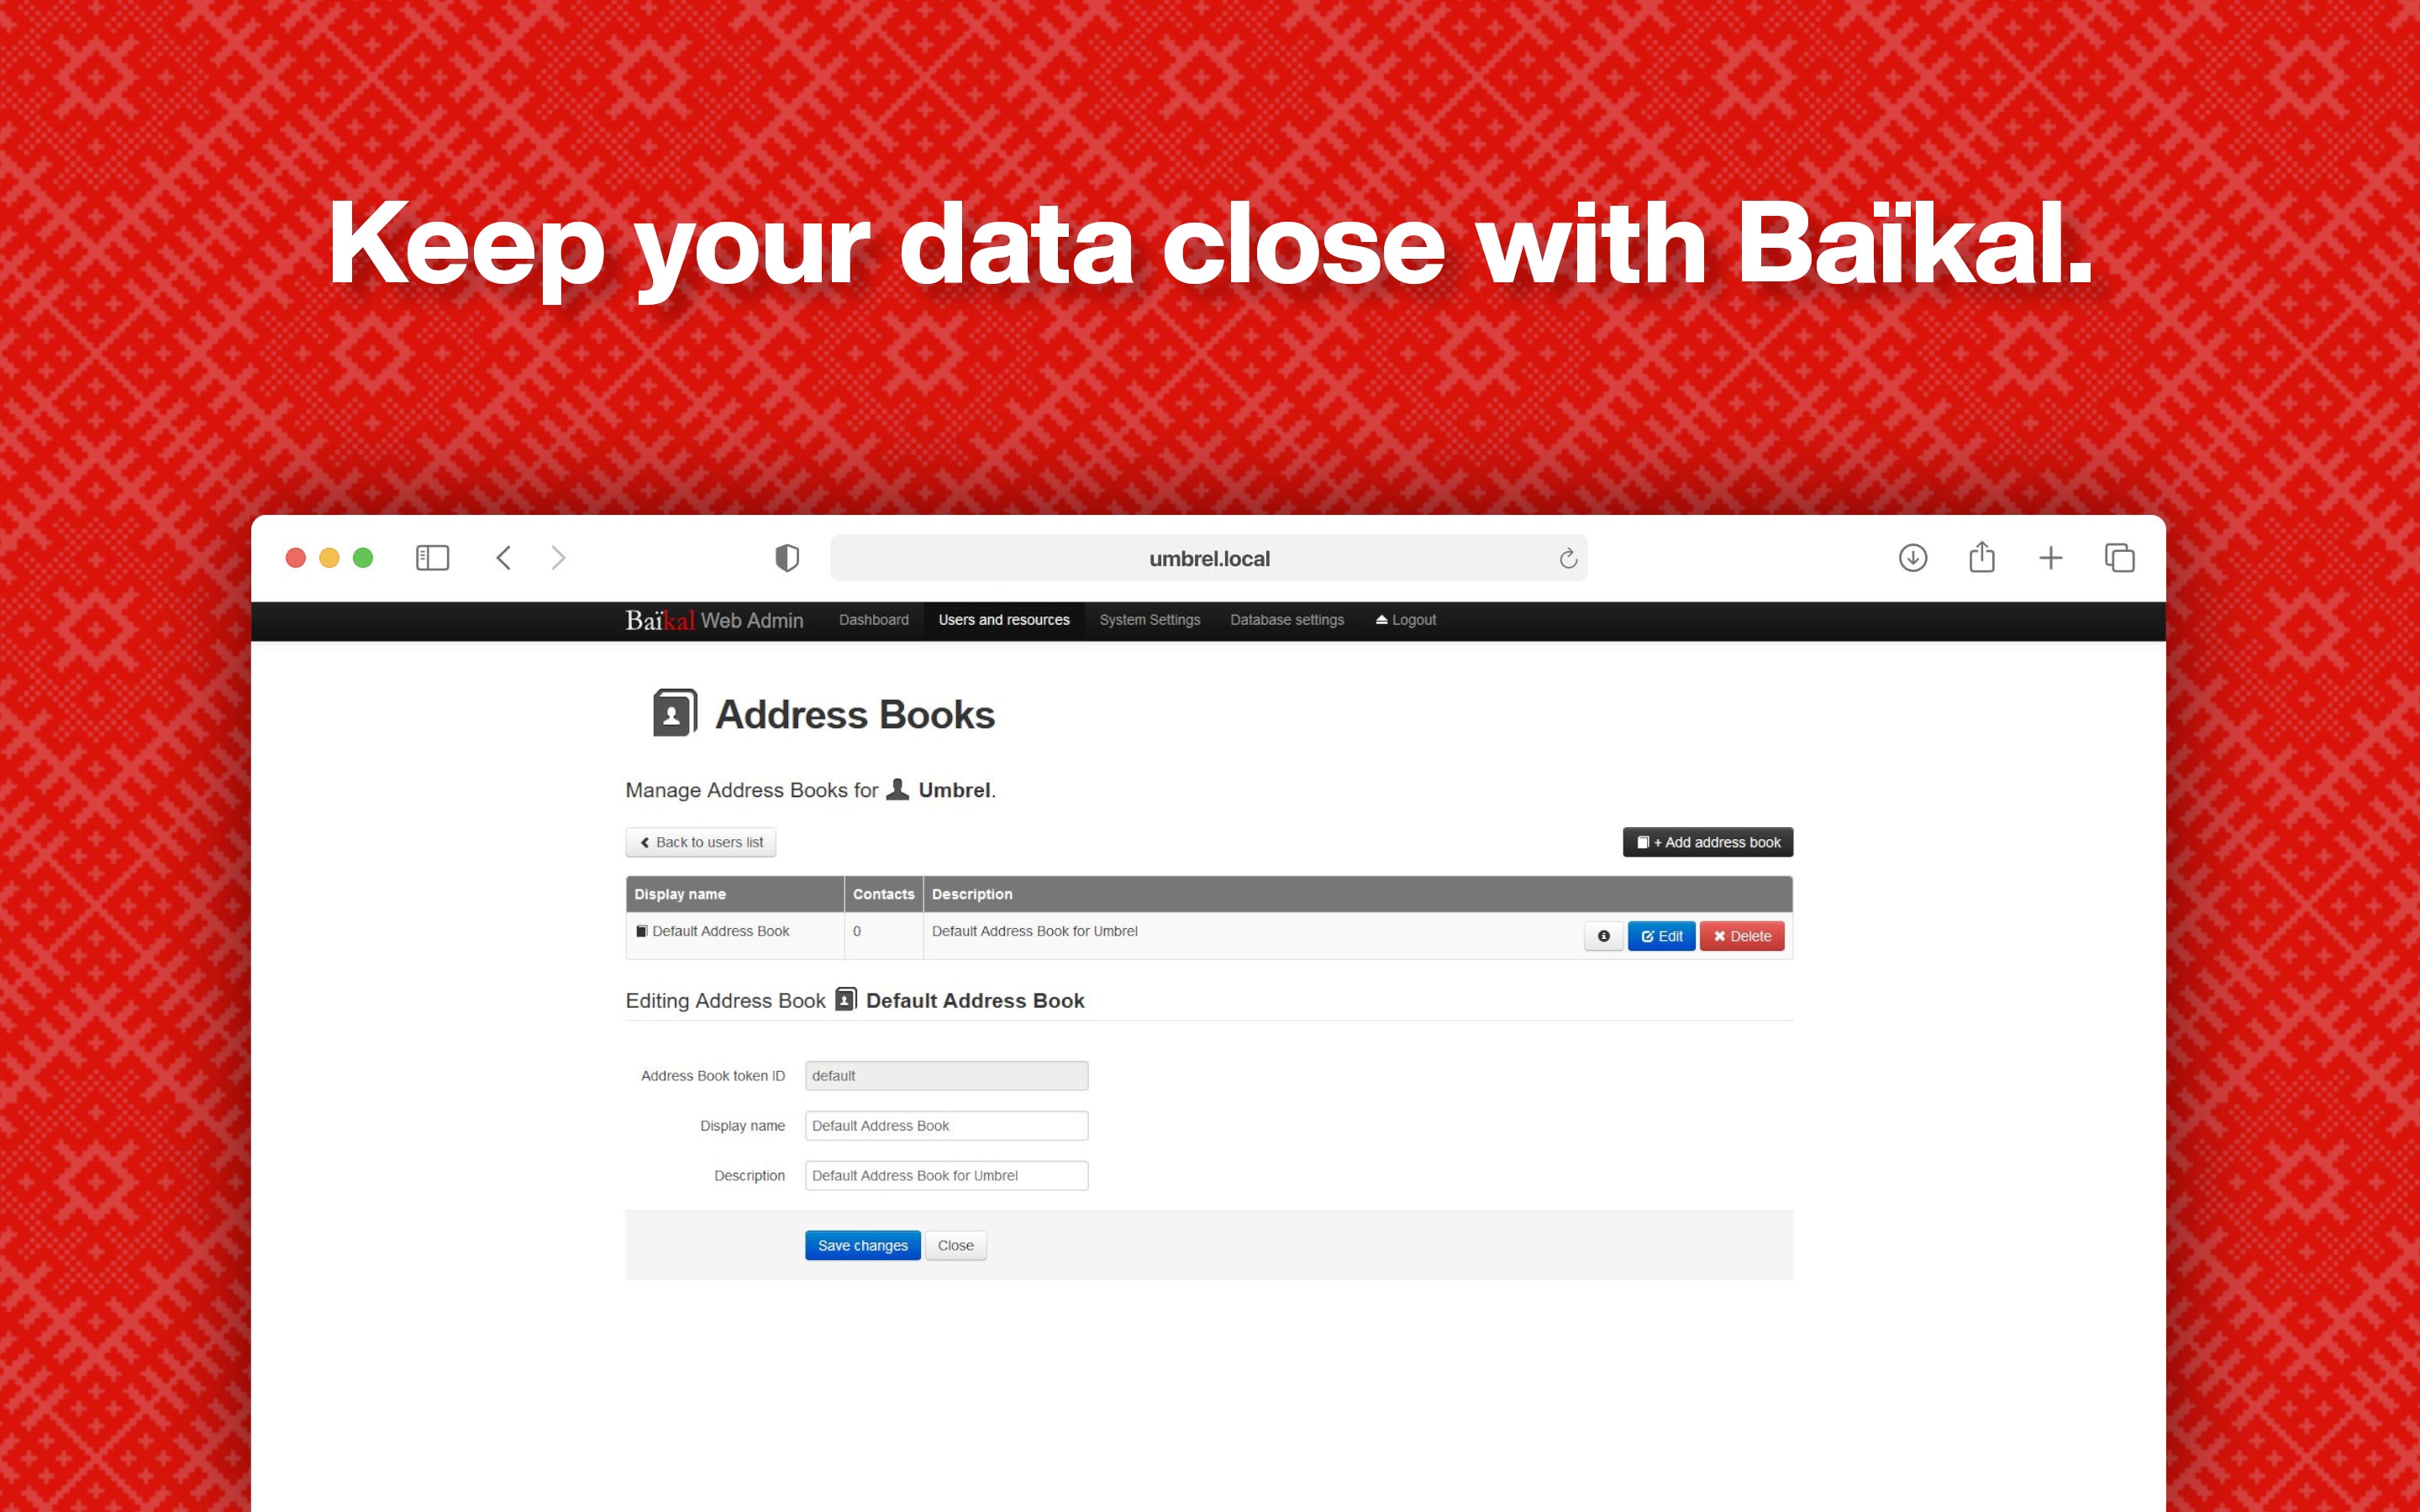 Keep your data close with Baïkal.
umbrel.local
Baïkal Web Admin Dashboard Users and resources System Settings Database settings Logout
Address Books
Manage Address Books for Umbrel.
Back to users list + Add address book
Display name Contacts Description
Default Address Book 0 Default Address Book for Umbrel Edit Delete
Editing Address Book Default Address Book
Address Book token ID default
Display name Default Address Book
Description Default Address Book for Umbrel
Save changes Close